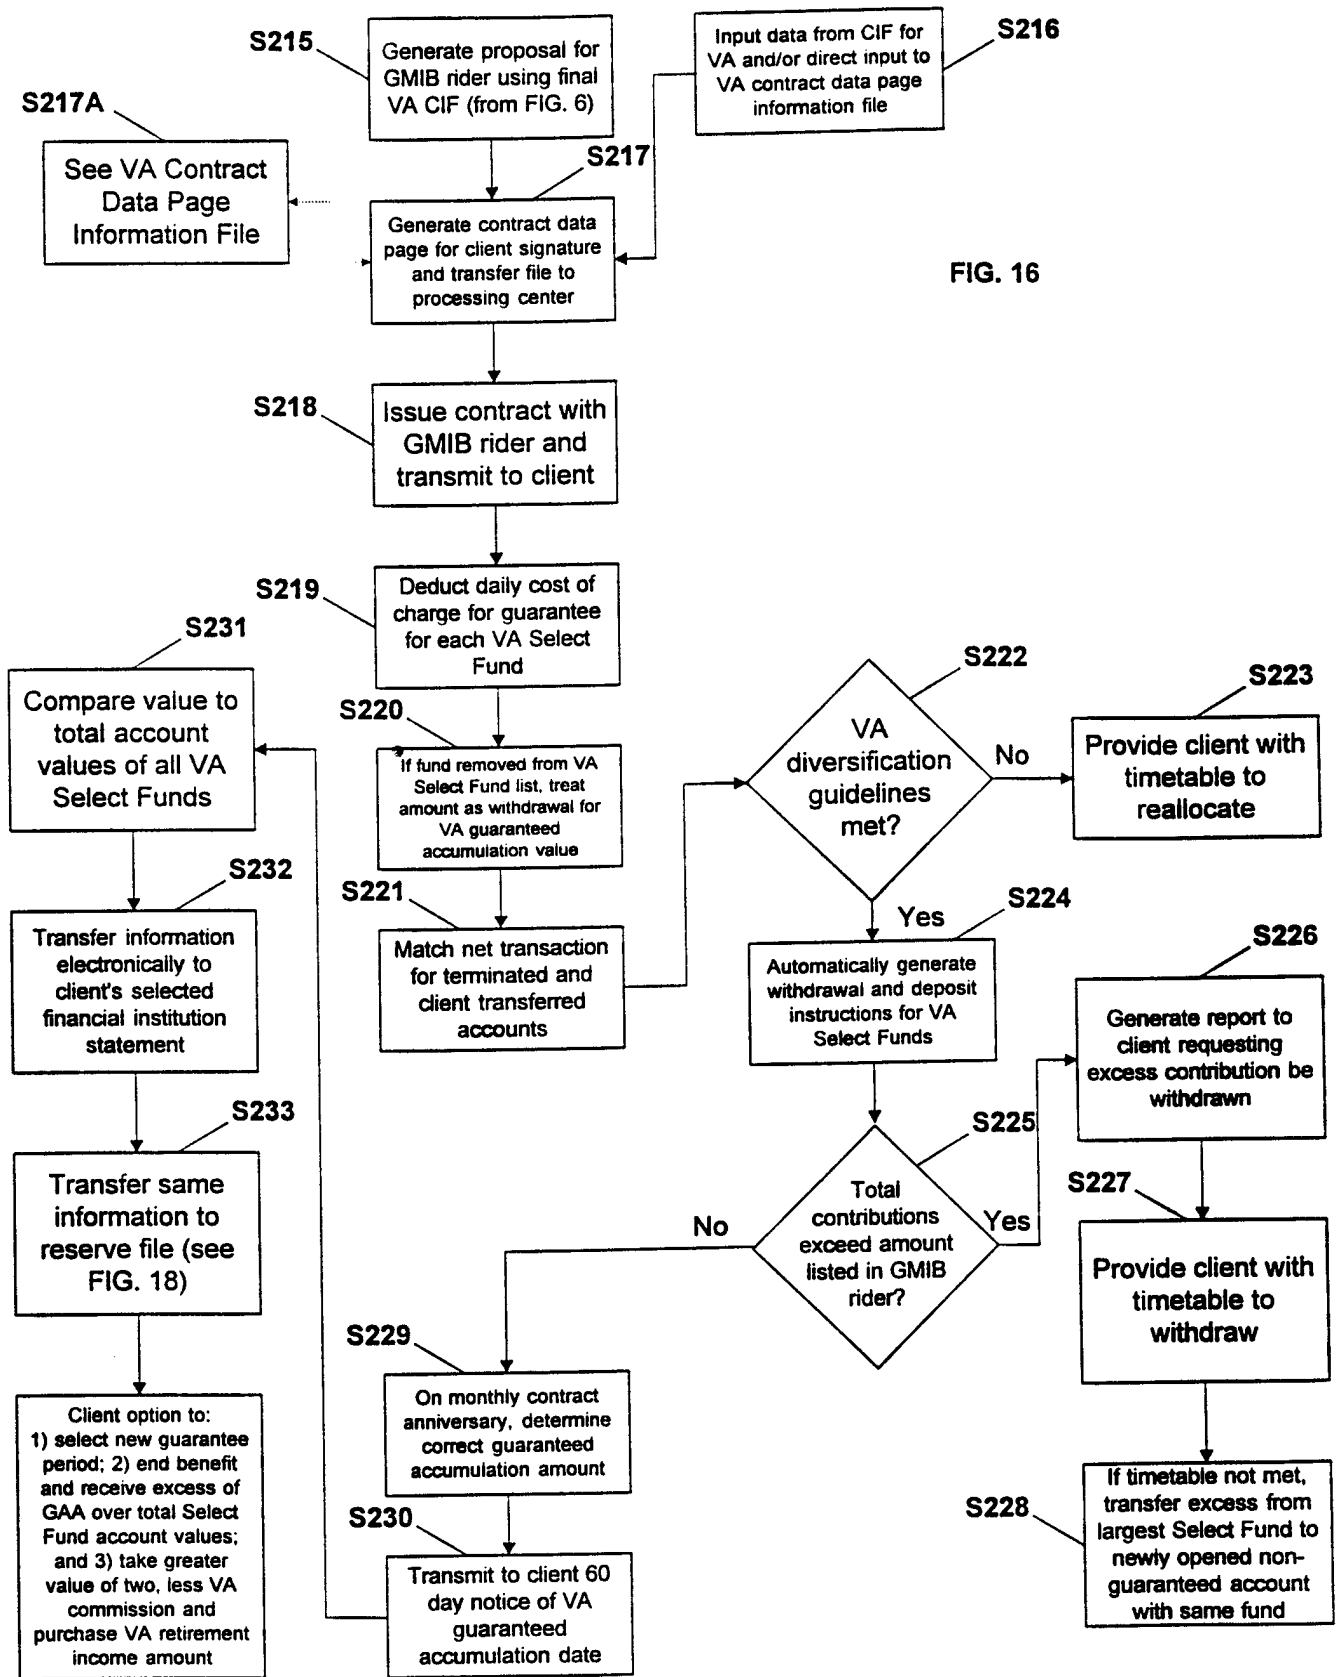 S215
Generate proposal for
GMIB rider using final
VA CIF (from FIG. 6)
Input data from CIF for
VA and/or direct input to
VA contract data page
information file
S216
S217A
See VA Contract
Data Page
Information File
S217
Generate contract data
page for client signature
and transfer file to
processing center
FIG. 16
S218
Issue contract with
GMIB rider and
transmit to client
S219
Deduct daily cost of
charge for guarantee
for each VA Select
Fund
S220
If fund removed from VA
Select Fund list, treat
amount as withdrawal for
VA guaranteed
accumulation value
S221
Match net transaction
for terminated and
client transferred
accounts
S222
VA
diversification
guidelines
met?
No
S223
Provide client with
timetable to
reallocate
Yes
S224
Automatically generate
withdrawal and deposit
instructions for VA
Select Funds
S225
Total
contributions
exceed amount
listed in GMIB
rider?
Yes
No
S226
Generate report to
client requesting
excess contribution be
withdrawn
S227
Provide client with
timetable to
withdraw
S228
If timetable not met,
transfer excess from
largest Select Fund to
newly opened non-
guaranteed account
with same fund
S229
On monthly contract
anniversary, determine
correct guaranteed
accumulation amount
S230
Transmit to client 60
day notice of VA
guaranteed
accumulation date
S231
Compare value to
total account
values of all VA
Select Funds
S232
Transfer information
electronically to
client's selected
financial institution
statement
S233
Transfer same
information to
reserve file (see
FIG. 18)
Client option to:
1) select new guarantee
period; 2) end benefit
and receive excess of
GAA over total Select
Fund account values;
and 3) take greater
value of two, less VA
commission and
purchase VA retirement
income amount